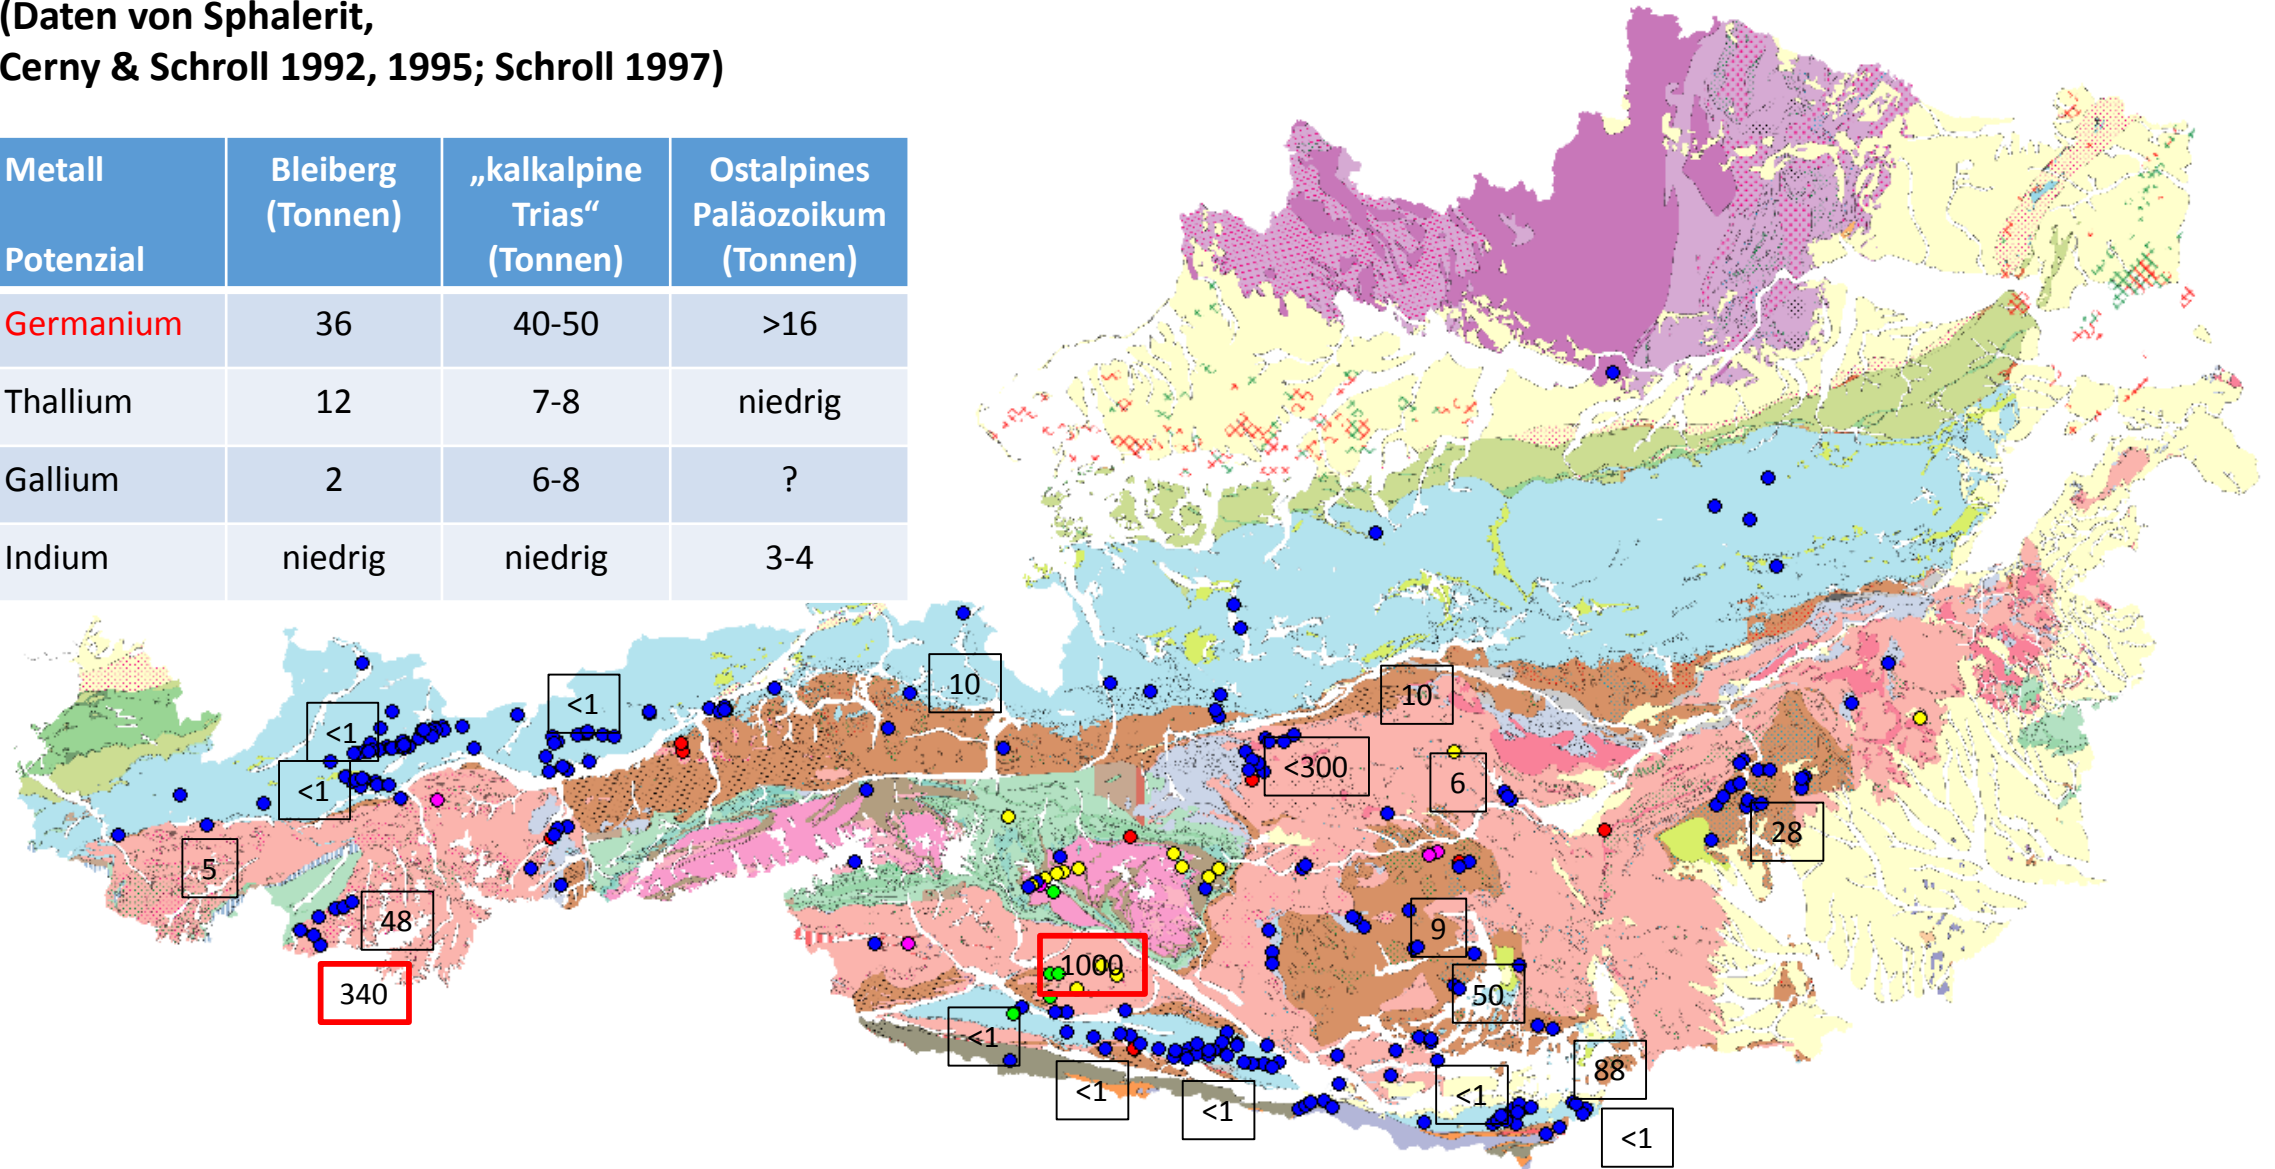 (Daten von Sphalerit,
Cerny & Schroll 1992, 1995; Schroll 1997)
Metall
Potenzial
Bleiberg
(Tonnen)
„kalkalpine
Trias“
(Tonnen)
Ostalpines
Paläozoikum
(Tonnen)
Germanium 36 40-50 >16
Thallium 12 7-8 niedrig
Gallium 2 6-8 ?
Indium niedrig niedrig 3-4
10
<1
10
<1
<300
6
<1
28
5
48
9
1000
340
50
<1
88
<1
<1
<1
<1